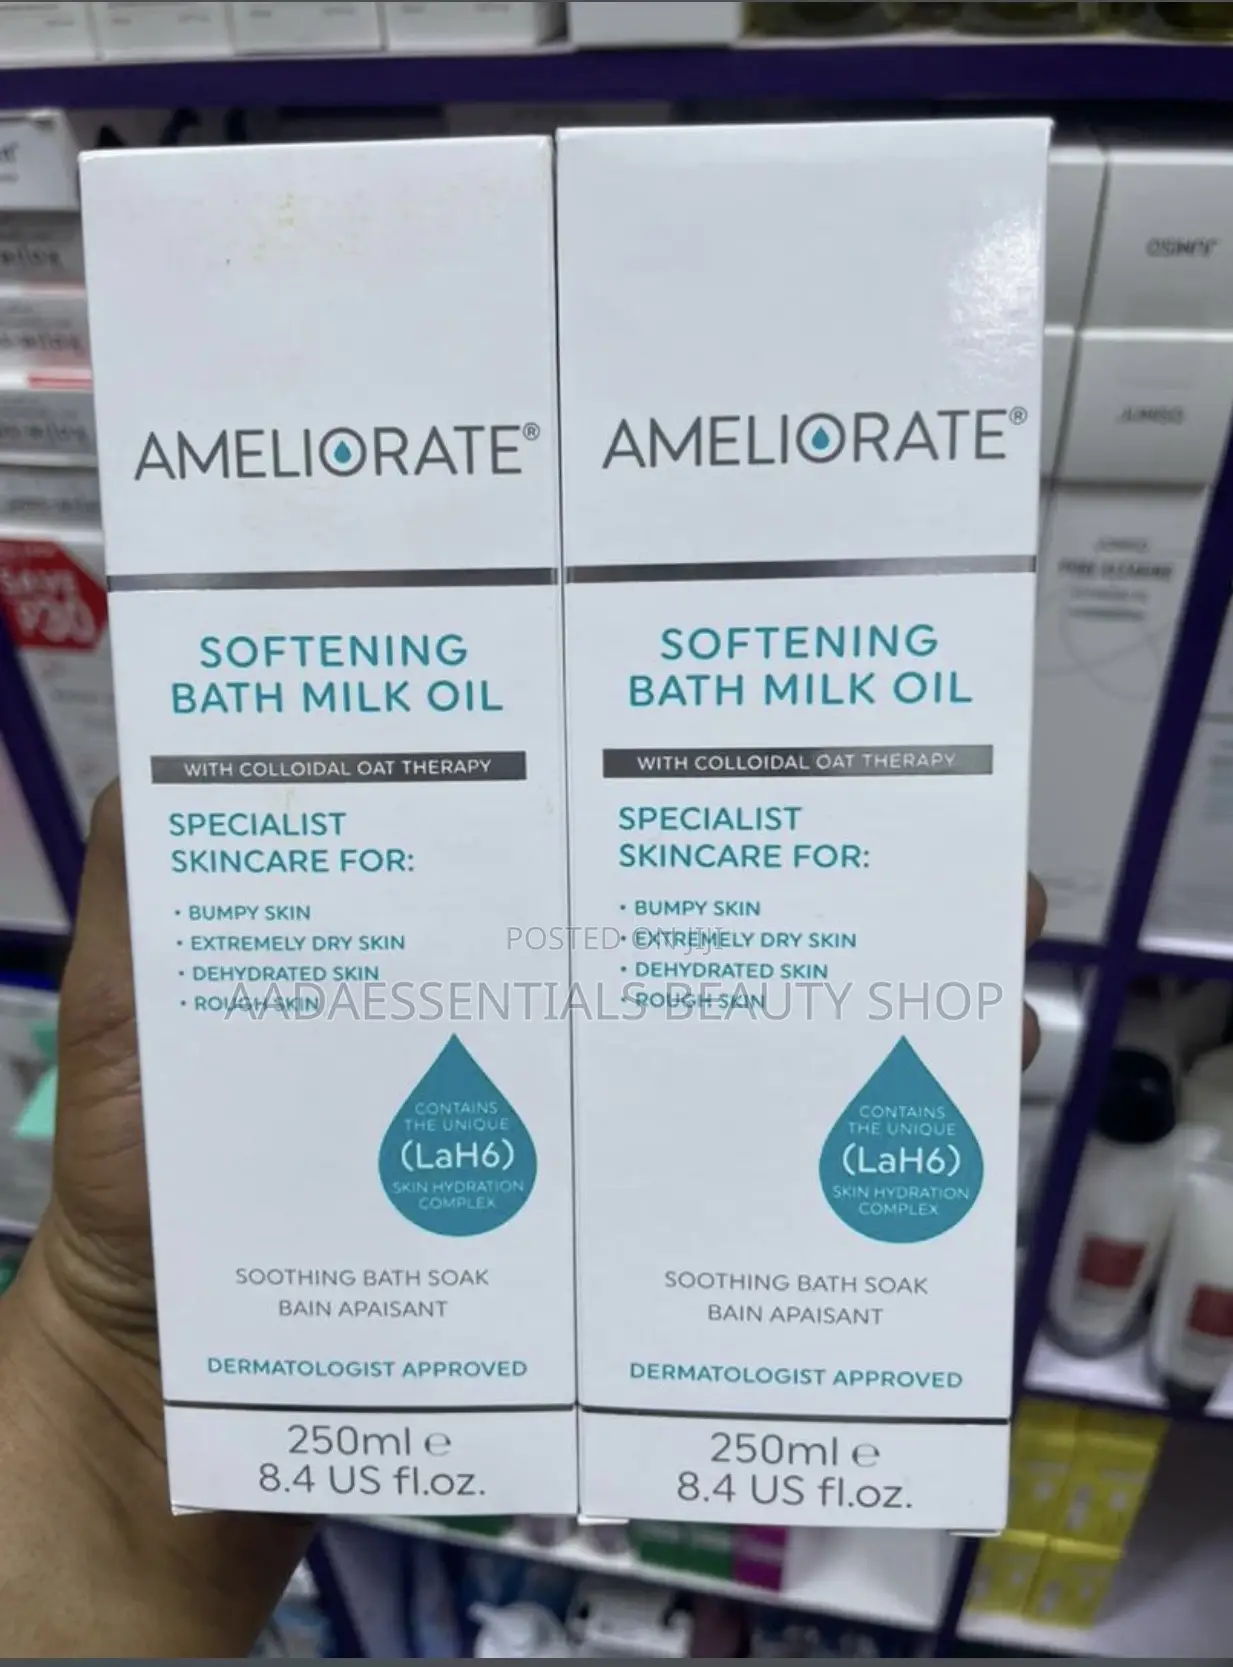 AMELIORATE®
SOFTENING
BATH MILK OIL
WITH COLLOIDAL OAT THERAPY
SPECIALIST
SKINCARE FOR:
• BUMPY SKIN
• EXTREMELY DRY SKIN
• DEHYDRATED SKIN
• ROUGH SKIN
CONTAINS
THE UNIQUE
(LaH6)
SKIN HYDRATION
COMPLEX
SOOTHING BATH SOAK
BAIN APAISANT
DERMATOLOGIST APPROVED
250ml ℮
8.4 US fl.oz.
AMELIORATE®
SOFTENING
BATH MILK OIL
WITH COLLOIDAL OAT THERAPY
SPECIALIST
SKINCARE FOR:
• BUMPY SKIN
• EXTREMELY DRY SKIN
• DEHYDRATED SKIN
• ROUGH SKIN
CONTAINS
THE UNIQUE
(LaH6)
SKIN HYDRATION
COMPLEX
SOOTHING BATH SOAK
BAIN APAISANT
DERMATOLOGIST APPROVED
250ml ℮
8.4 US fl.oz.
POSTED ON JIJI
AADAESSENTIALS BEAUTY SHOP
SAVE